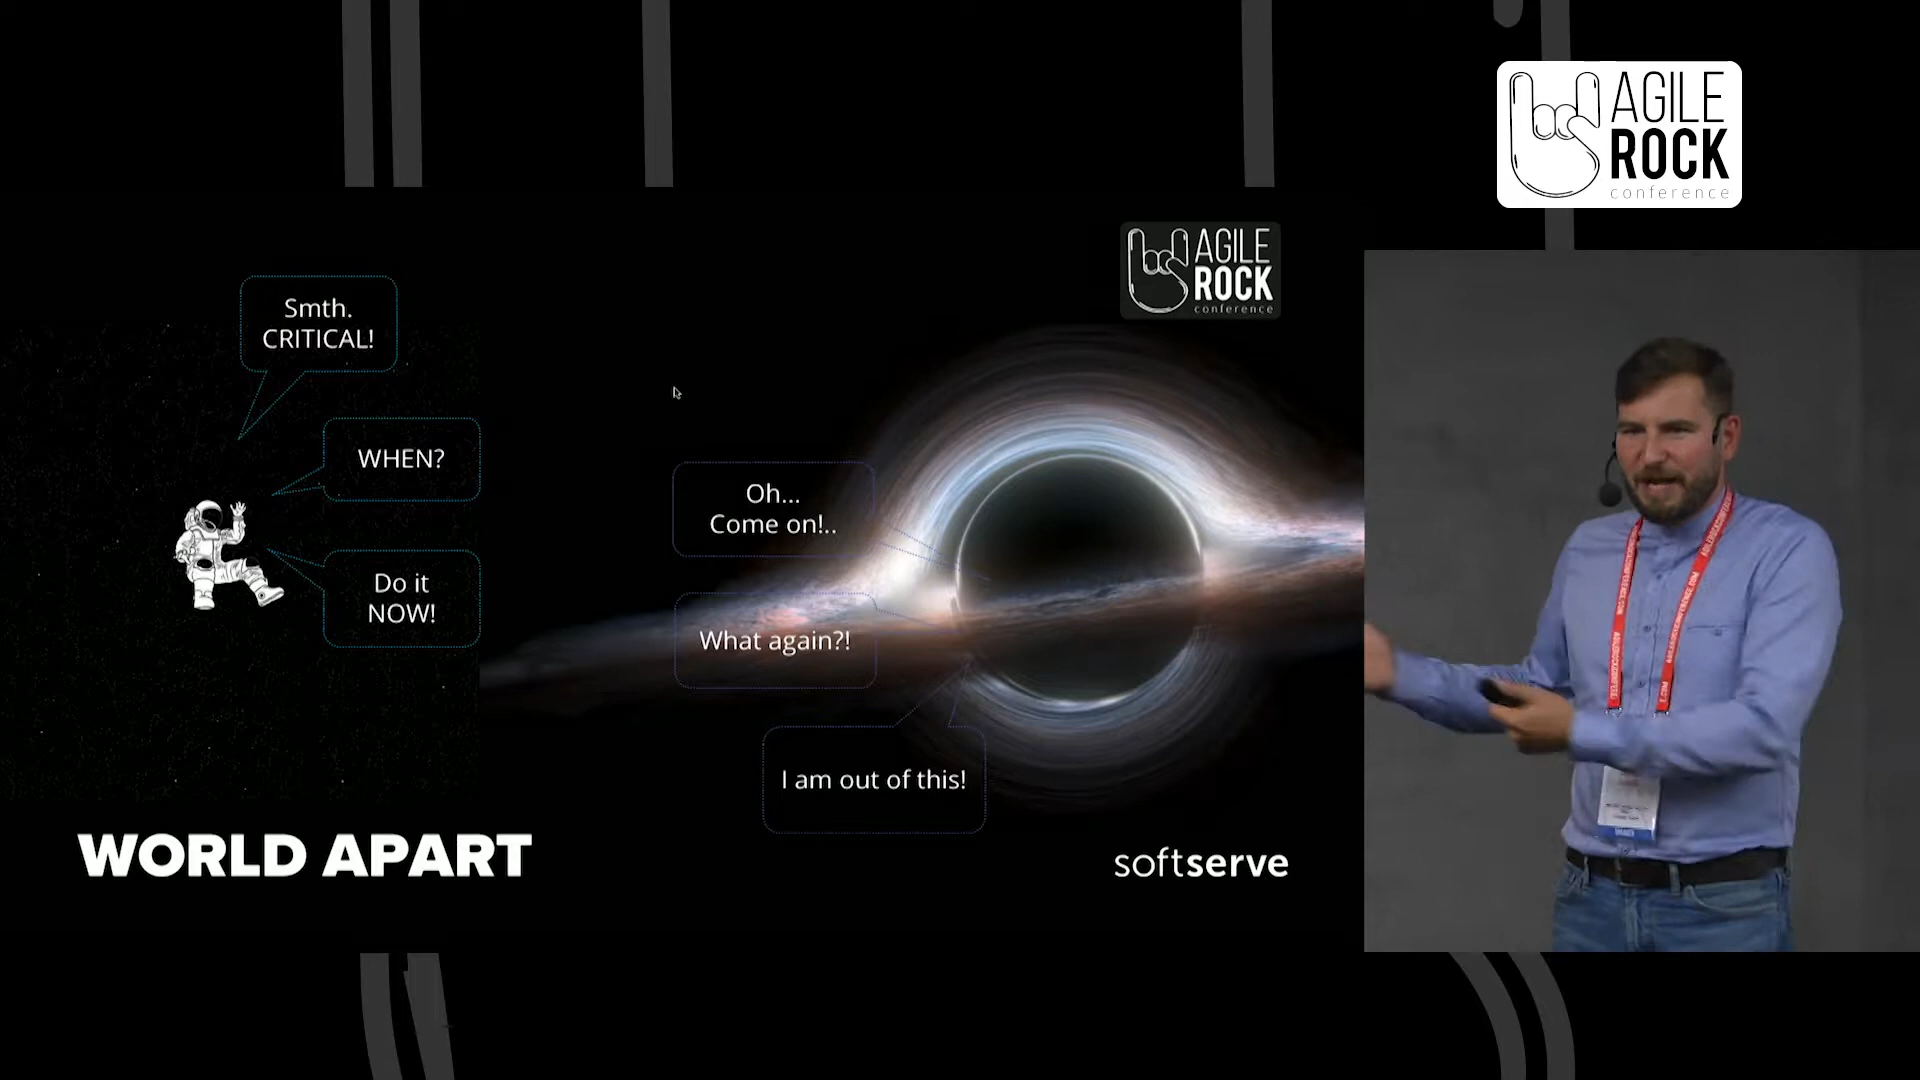 AGILE
ROCK
conference
AGILE
ROCK
conference
Smth.
CRITICAL!
WHEN?
Do it
NOW!
Oh...
Come on!..
What again?!
I am out of this!
WORLD APART
softserve